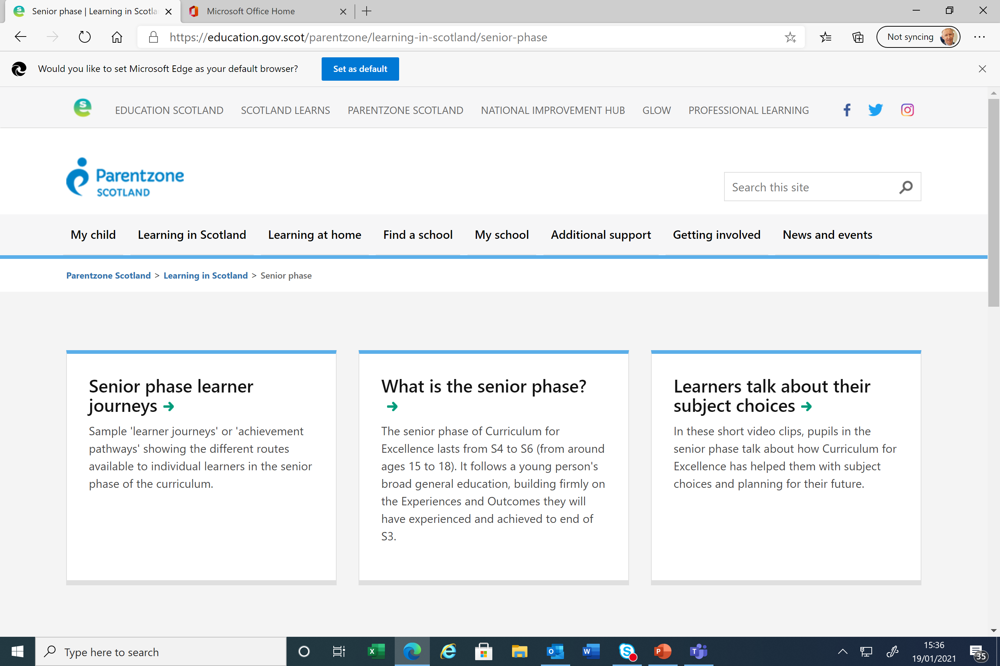 Senior phase | Learning in Scotla
Microsoft Office Home
https://education.gov.scot/parentzone/learning-in-scotland/senior-phase
Not syncing
Would you like to set Microsoft Edge as your default browser?
Set as default
EDUCATION SCOTLAND SCOTLAND LEARNS PARENTZONE SCOTLAND NATIONAL IMPROVEMENT HUB GLOW PROFESSIONAL LEARNING
Parentzone
SCOTLAND
Search this site
My child Learning in Scotland Learning at home Find a school My school Additional support Getting involved News and events
Parentzone Scotland > Learning in Scotland > Senior phase
Senior phase learner
journeys
Sample 'learner journeys' or 'achievement
pathways' showing the different routes
available to individual learners in the senior
phase of the curriculum.
What is the senior phase?
The senior phase of Curriculum for
Excellence lasts from S4 to S6 (from around
ages 15 to 18). It follows a young person's
broad general education, building firmly on
the Experiences and Outcomes they will
have experienced and achieved to end of
S3.
Learners talk about their
subject choices
In these short video clips, pupils in the
senior phase talk about how Curriculum for
Excellence has helped them with subject
choices and planning for their future.
Type here to search
15:36
19/01/2021
35